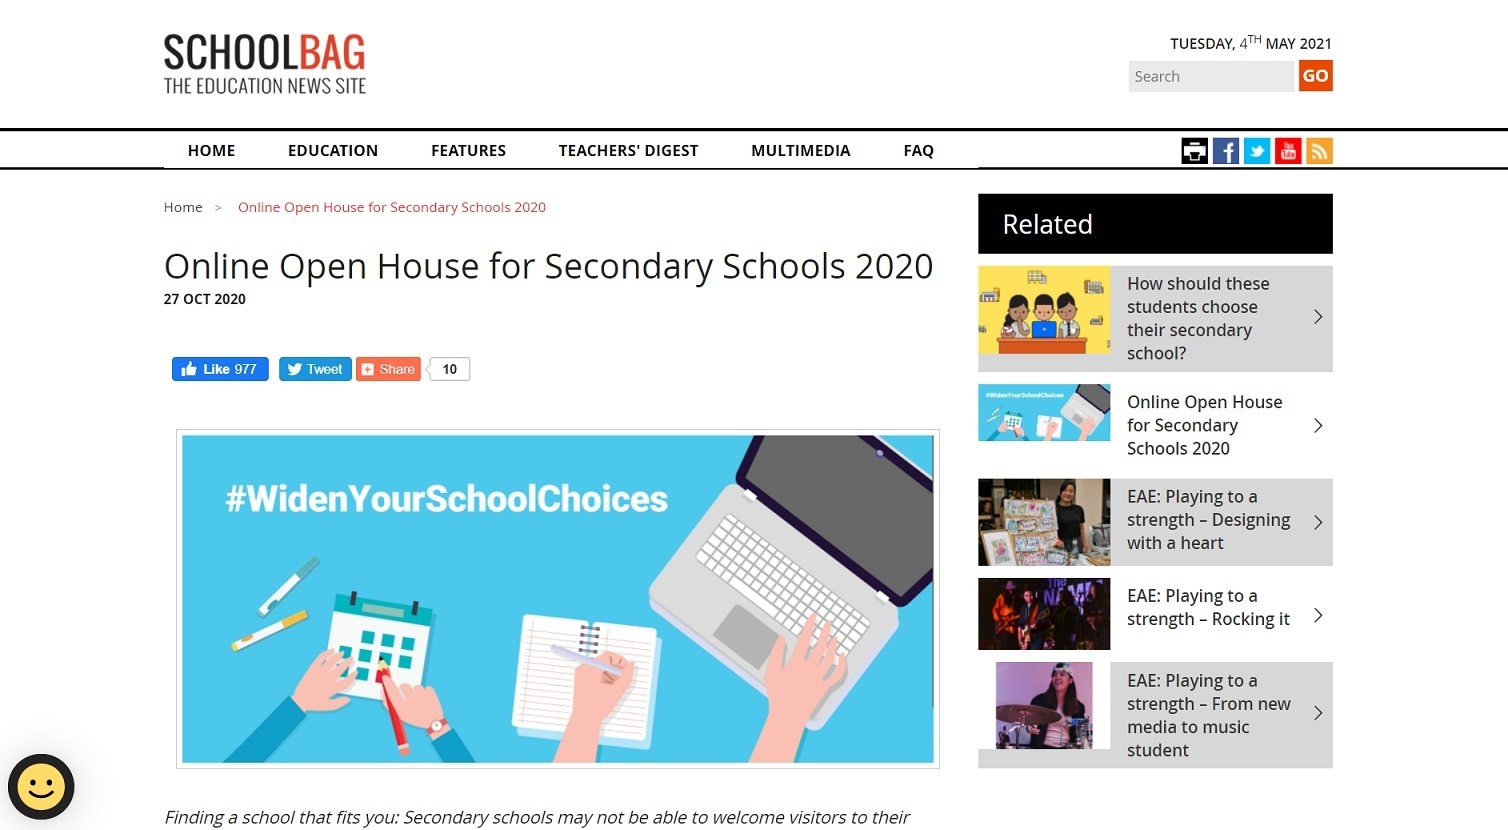 SCHOOLBAG
THE EDUCATION NEWS SITE
TUESDAY, 4TH MAY 2021
Search
GO
HOME
EDUCATION
FEATURES
TEACHERS' DIGEST
MULTIMEDIA
FAQ
You
Tube
Home > Online Open House for Secondary Schools 2020
Online Open House for Secondary Schools 2020
27 OCT 2020
Like 977
Tweet
Share
10
#WidenYourSchoolChoices
Finding a school that fits you: Secondary schools may not be able to welcome visitors to their
Related
How should these
students choose
their secondary
school?
#WidenYourSchoolChoices
Online Open House
for Secondary
Schools 2020
EAE: Playing to a
strength – Designing
with a heart
EAE: Playing to a
strength – Rocking it
EAE: Playing to a
strength – From new
media to music
student